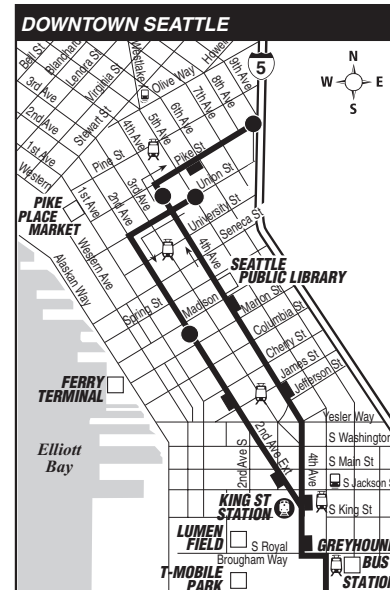 DOWNTOWN SEATTLE
Bell St
Blanchard
Lenora St
Virginia St
Westlake
Olive Way
Howell
9th Ave
8th Ave
7th Ave
6th Ave
5th Ave
4th Ave
3rd Ave
2nd Ave
1st Ave
Western
Stewart St
Pine St
Pike St
Union St
University St
Seneca St
5
N
W
E
S
3rd Ave
2nd Ave
1st Ave
PIKE
PLACE
MARKET
Alaskan Way
Western Ave
Spring St
Madison
4th Ave
SEATTLE
PUBLIC LIBRARY
Marion St
Columbia St
Cherry St
James St
Jefferson St
Yesler Way
FERRY
TERMINAL
Elliott
Bay
2nd Ave S
2nd Ave Ext
4th Ave
S Washington
S Main St
S Jackson S
S King St
KING ST
STATION
LUMEN
FIELD
S Royal
Brougham Way
GREYHOUND
BUS
STATION
T-MOBILE
PARK